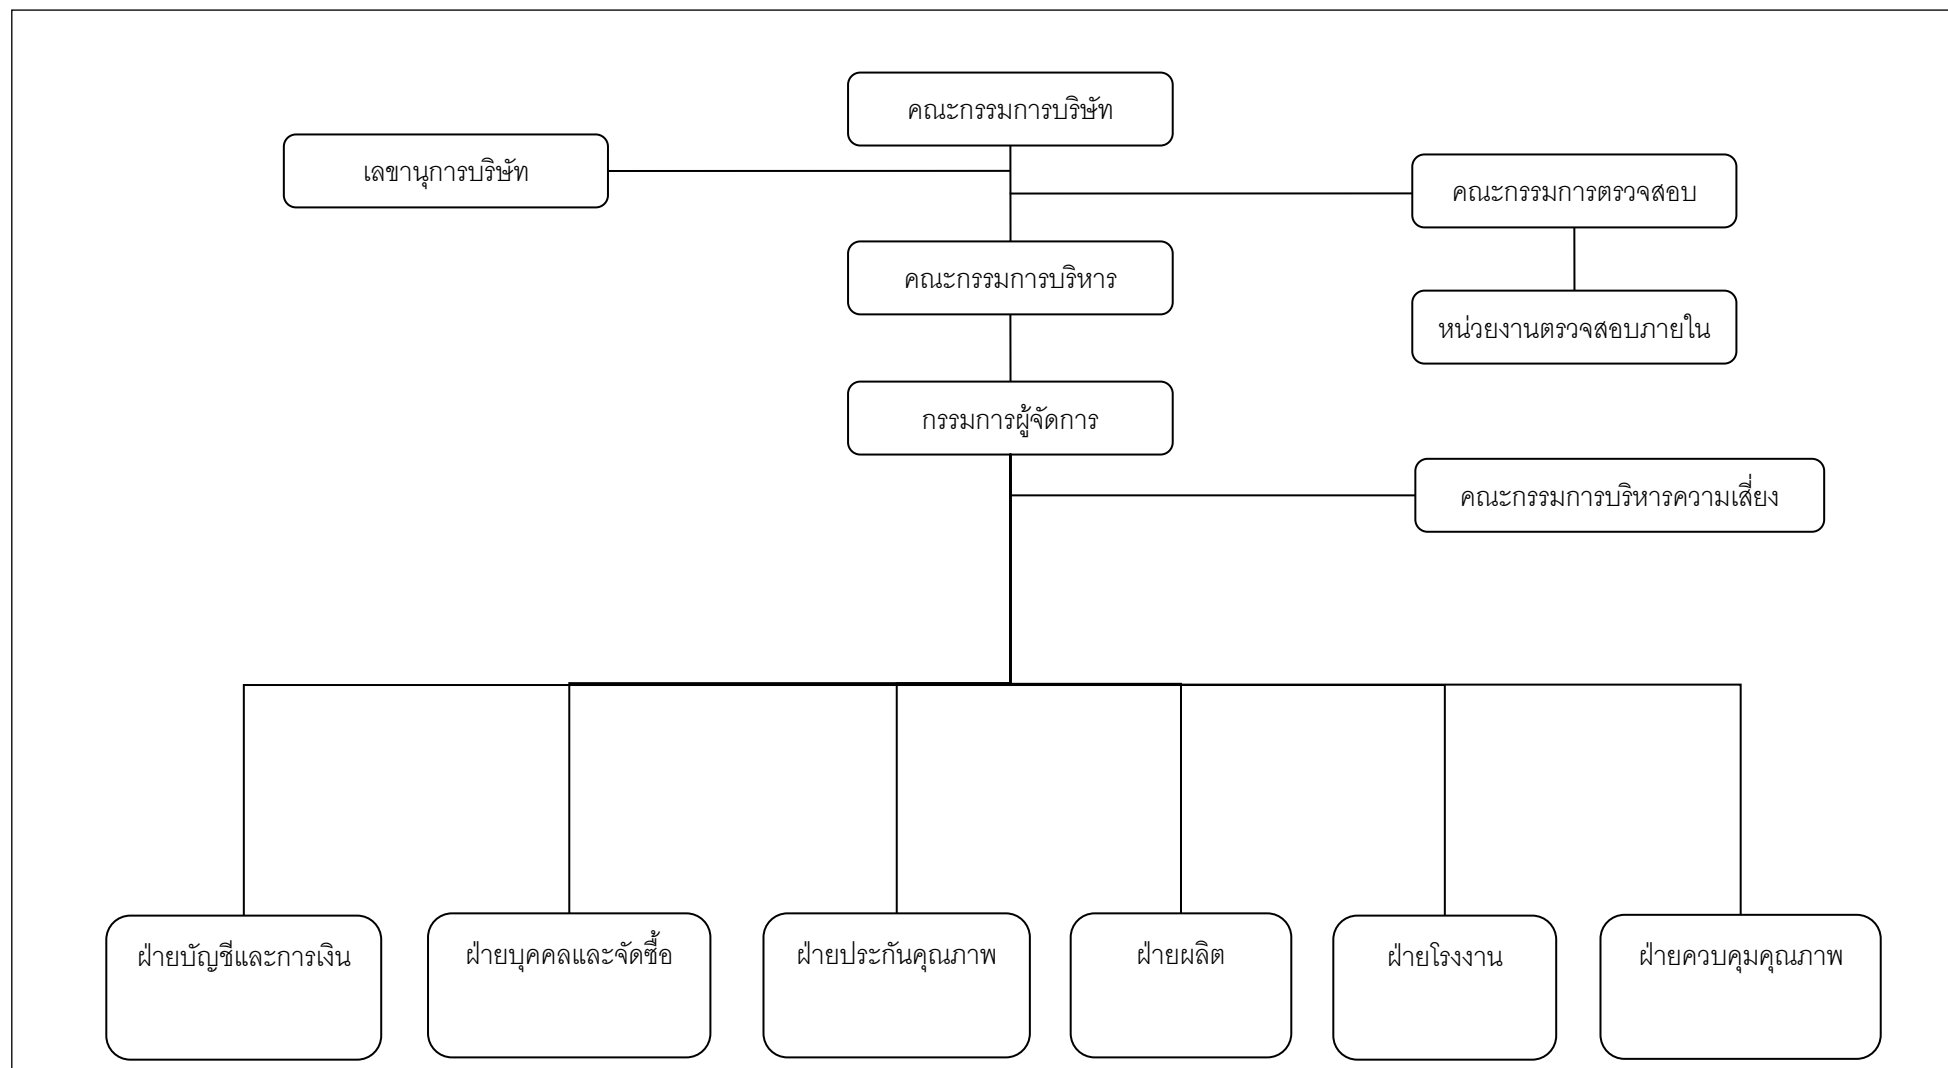 คณะกรรมการบริษัท
เลขานุการบริษัท
คณะกรรมการตรวจสอบ
คณะกรรมการบริหาร
หน่วยงานตรวจสอบภายใน
กรรมการผู้จัดการ
คณะกรรมการบริหารความเสี่ยง
ฝ่ายบัญชีและการเงิน
ฝ่ายบุคคลและจัดซื้อ
ฝ่ายประกันคุณภาพ
ฝ่ายผลิต
ฝ่ายโรงงาน
ฝ่ายควบคุมคุณภาพ